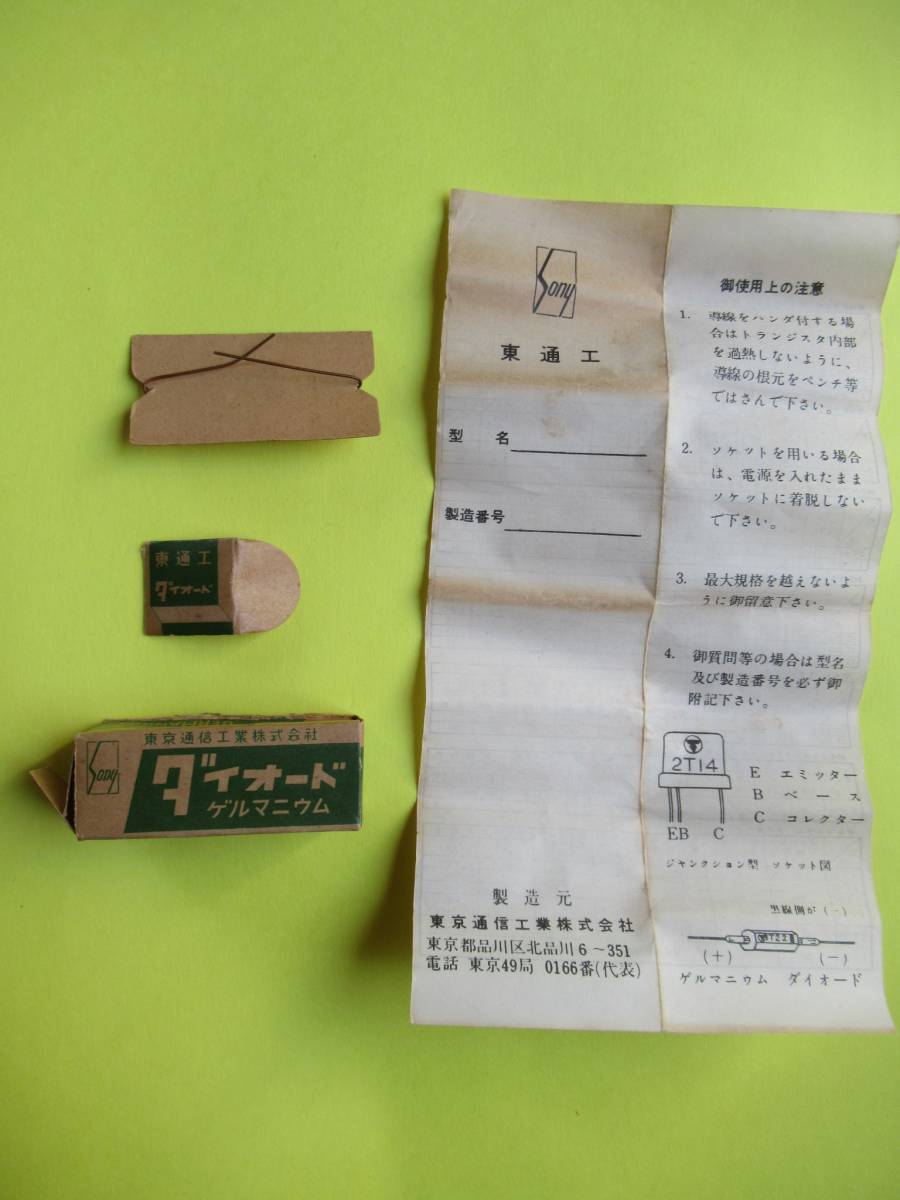 東通工
ダイオード
Sony
東京通信工業株式会社
ダイオード
ゲルマニウム
Sony
東通工
型 名
製造番号
製造元
東京通信工業株式会社
東京都品川区北品川6~351
電話 東京49局 0166番(代表)
御使用上の注意
1. 導線をハンダ付する場
合はトランジスタ内部
を過熱しないように、
導線の根元をペンチ等
ではさんで下さい。
2. ソケットを用いる場合
は、電源を入れたまま
ソケットに着脱しない
で下さい。
3. 最大規格を越えないよ
うに御留意下さい。
4. 御質問等の場合は型名
及び製造番号を必ず御
附記下さい。
T
2T14
E エミッター
B ベース
C コレクター
EB C
ジャンクション型 ソケット図
黒線側が(-)
(+) (-)
ゲルマニウム ダイオード